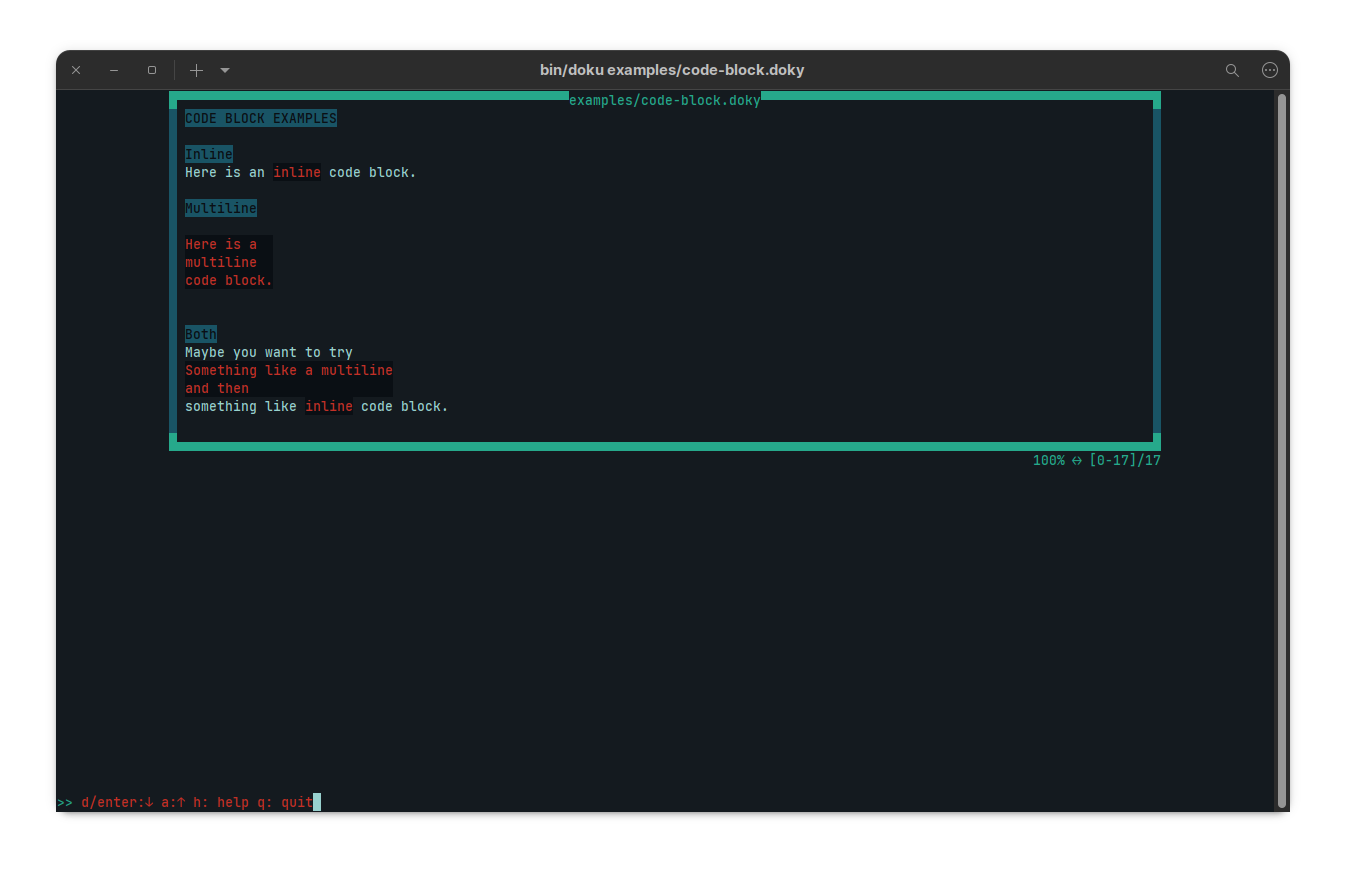 bin/doku examples/code-block.doky
examples/code-block.doky
CODE BLOCK EXAMPLES
Inline
Here is an inline code block.
Multiline
Here is a
multiline
code block.
Both
Maybe you want to try
Something like a multiline
and then
something like inline code block.
100% ↔ [0-17]/17
>> d/enter:↓ a:↑ h: help q: quit